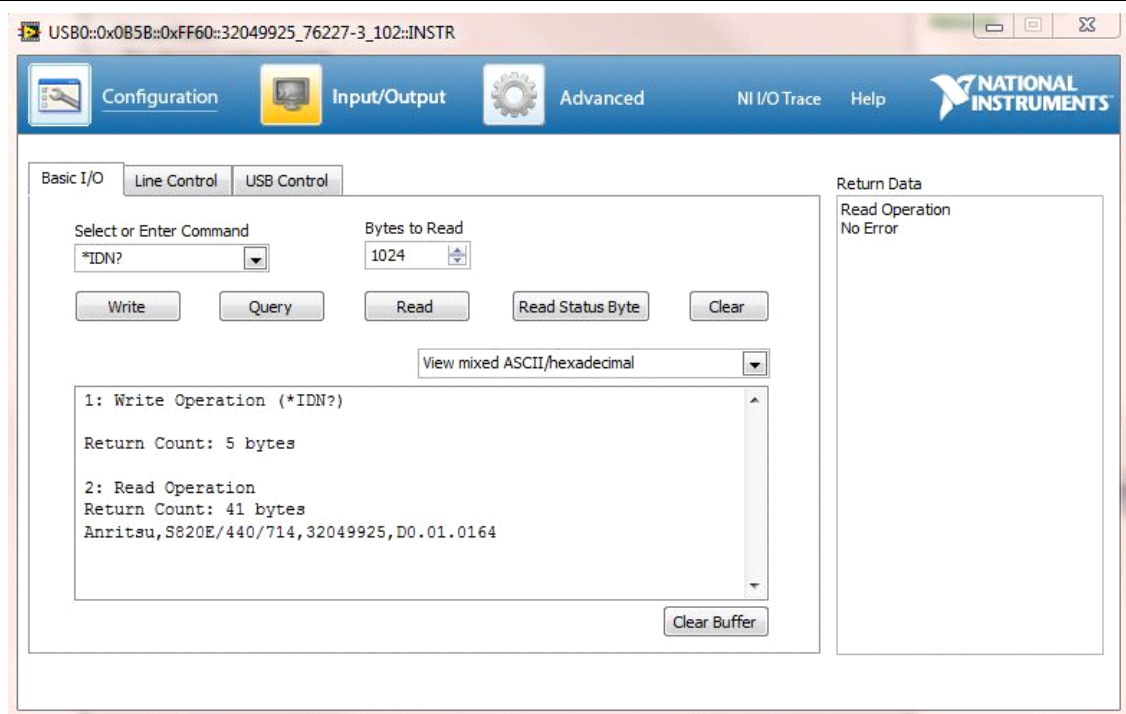 USB0::0x0B5B::0xFF60::32049925_76227-3_102::INSTR
Configuration Input/Output Advanced NI I/O Trace Help NATIONAL INSTRUMENTS
Basic I/O Line Control USB Control
Select or Enter Command Bytes to Read
*IDN? 1024
Write Query Read Read Status Byte Clear
View mixed ASCII/hexadecimal
1: Write Operation (*IDN?)
Return Count: 5 bytes
2: Read Operation
Return Count: 41 bytes
Anritsu,S820E/440/714,32049925,D0.01.0164
Clear Buffer
Return Data
Read Operation
No Error